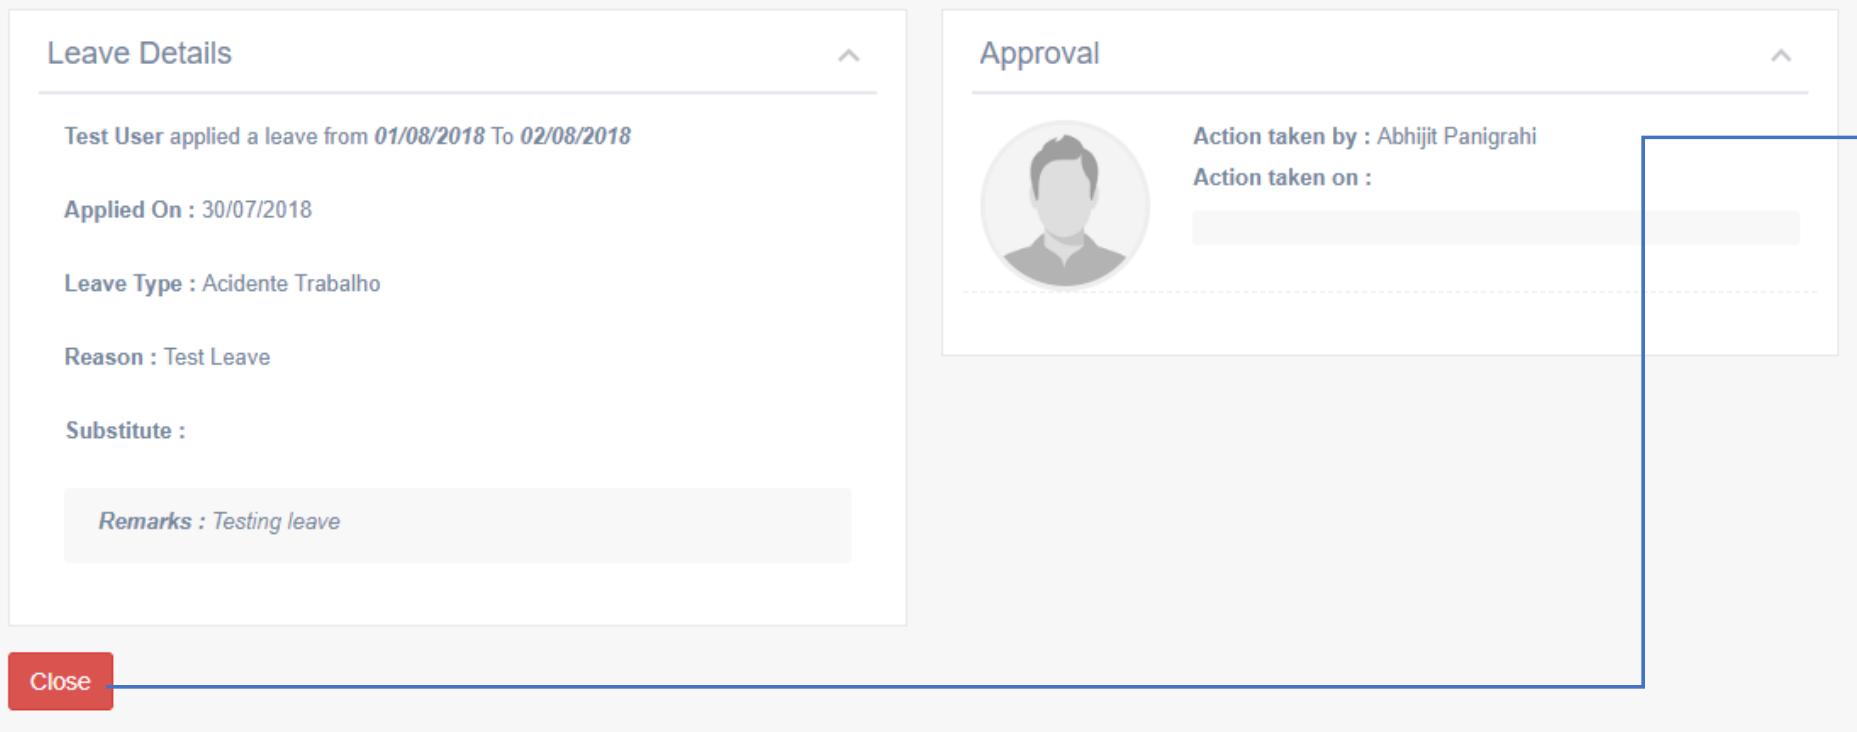 Leave Details
Test User applied a leave from 01/08/2018 To 02/08/2018
Applied On : 30/07/2018
Leave Type : Acidente Trabalho
Reason : Test Leave
Substitute :
Remarks : Testing leave
Close
Approval
Action taken by : Abhijit Panigrahi
Action taken on :